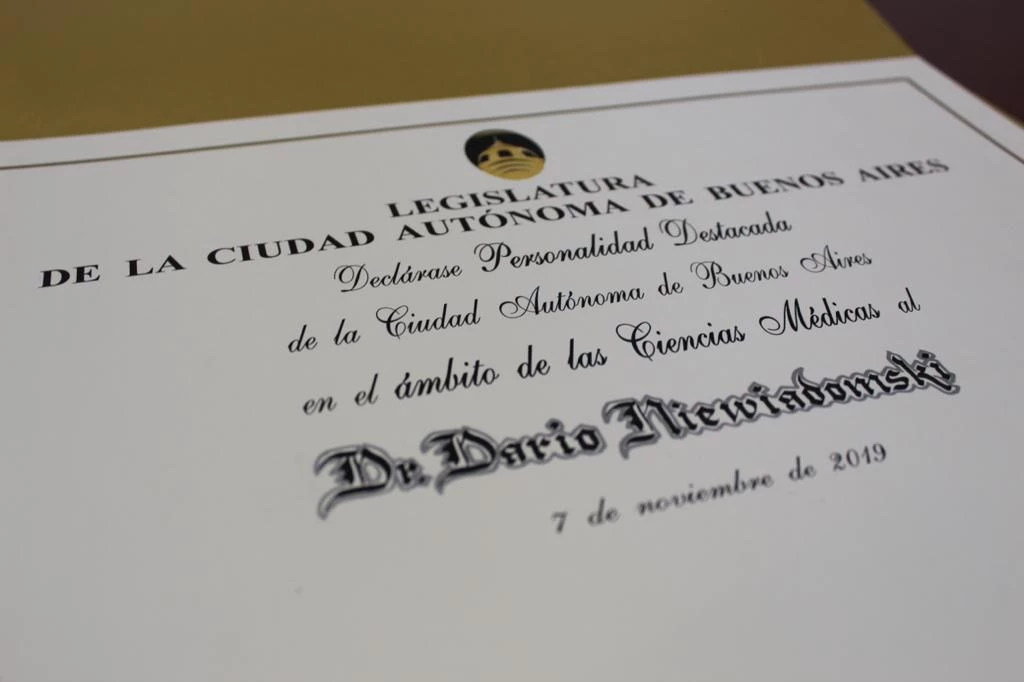 LEGISLATURA
DE LA CIUDAD AUTÓNOMA DE BUENOS AIRES
Declárase Personalidad Destacada
de la Ciudad Autónoma de Buenos Aires
en el ámbito de las Ciencias Médicas al
Dr. Dario Niewiadomski
7 de noviembre de 2019